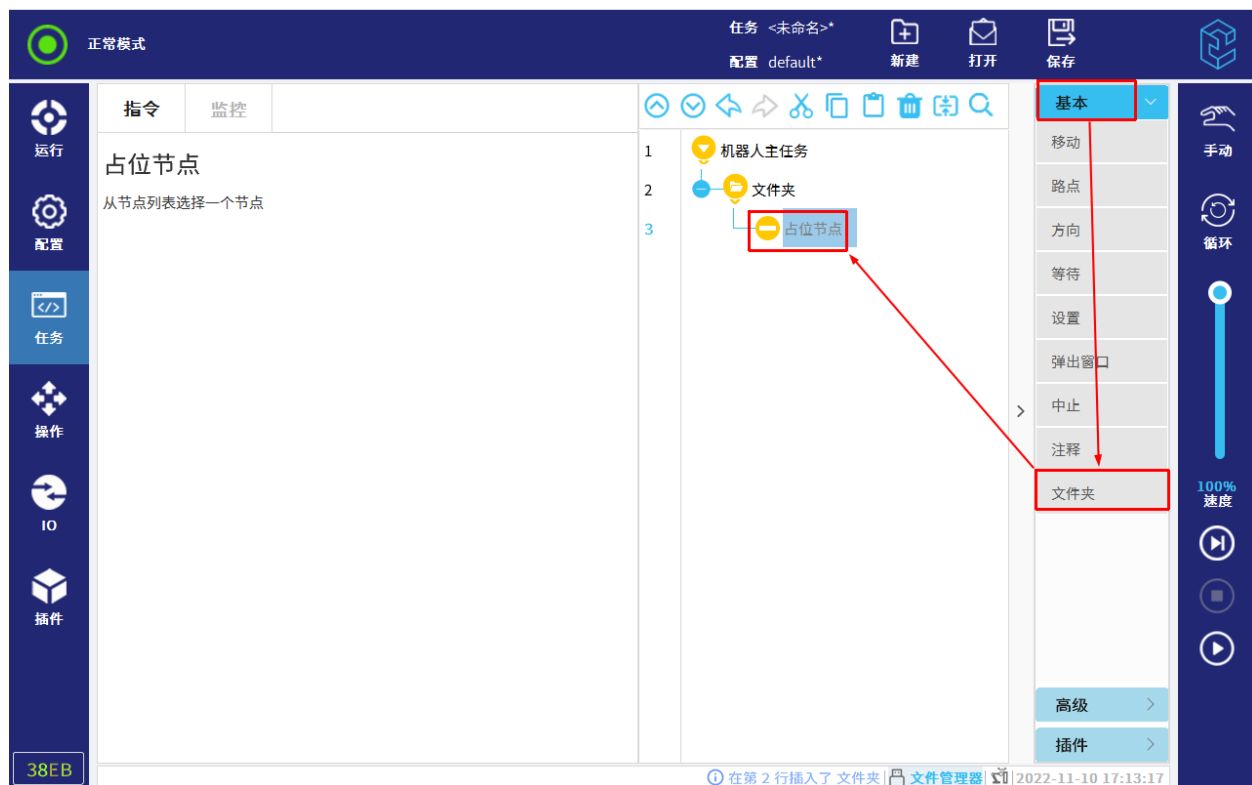 正常模式
任务 <未命名>*
配置 default*
新建
打开
保存
运行
配置
任务
操作
IO
插件
38EB
指令
监控
占位节点
从节点列表选择一个节点
1 机器人主任务
2 文件夹
3 占位节点
基本
移动
路点
方向
等待
设置
弹出窗口
中止
注释
文件夹
高级
插件
手动
循环
100%
速度
在第 2 行插入了 文件夹
文件管理器
2022-11-10 17:13:17